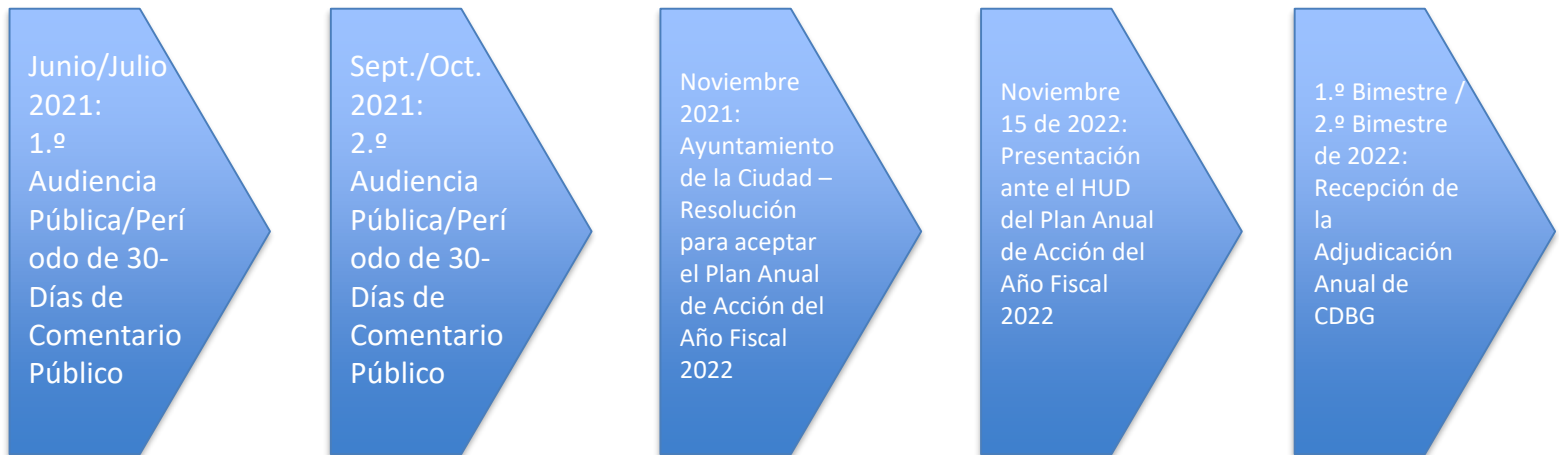 Junio/Julio
2021:
1.º
Audiencia
Pública/Perí
odo de 30-
Días de
Comentario
Público
Sept./Oct.
2021:
2.º
Audiencia
Pública/Perí
odo de 30-
Días de
Comentario
Público
Noviembre
2021:
Ayuntamiento
de la Ciudad –
Resolución
para aceptar
el Plan Anual
de Acción del
Año Fiscal
2022
Noviembre
15 de 2022:
Presentación
ante el HUD
del Plan Anual
de Acción del
Año Fiscal
2022
1.º Bimestre /
2.º Bimestre
de 2022:
Recepción de
la
Adjudicación
Anual de
CDBG